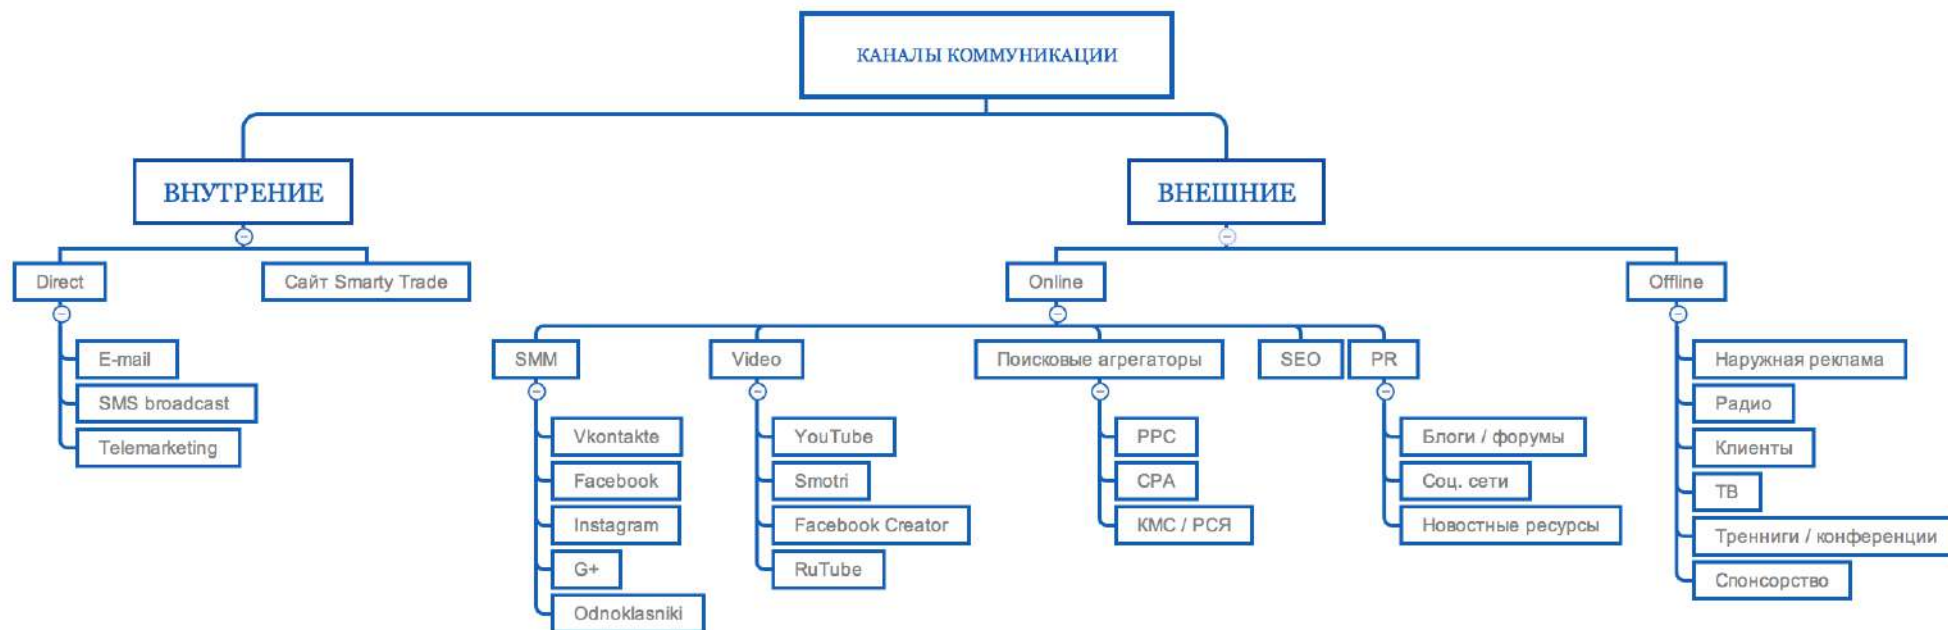 КАНАЛЫ КОММУНИКАЦИИ
ВНУТРЕНИЕ
ВНЕШНИЕ
Direct
Сайт Smarty Trade
Online
Offline
E-mail
SMS broadcast
Telemarketing
SMM
Video
Поисковые агрегаторы
SEO
PR
Vkontakte
Facebook
Instagram
G+
Odnoklasniki
YouTube
Smotri
Facebook Creator
RuTube
PPC
CPA
КМС / РСЯ
Блоги / форумы
Соц. сети
Новостные ресурсы
Наружная реклама
Радио
Клиенты
ТВ
Тренниги / конференции
Спонсорство